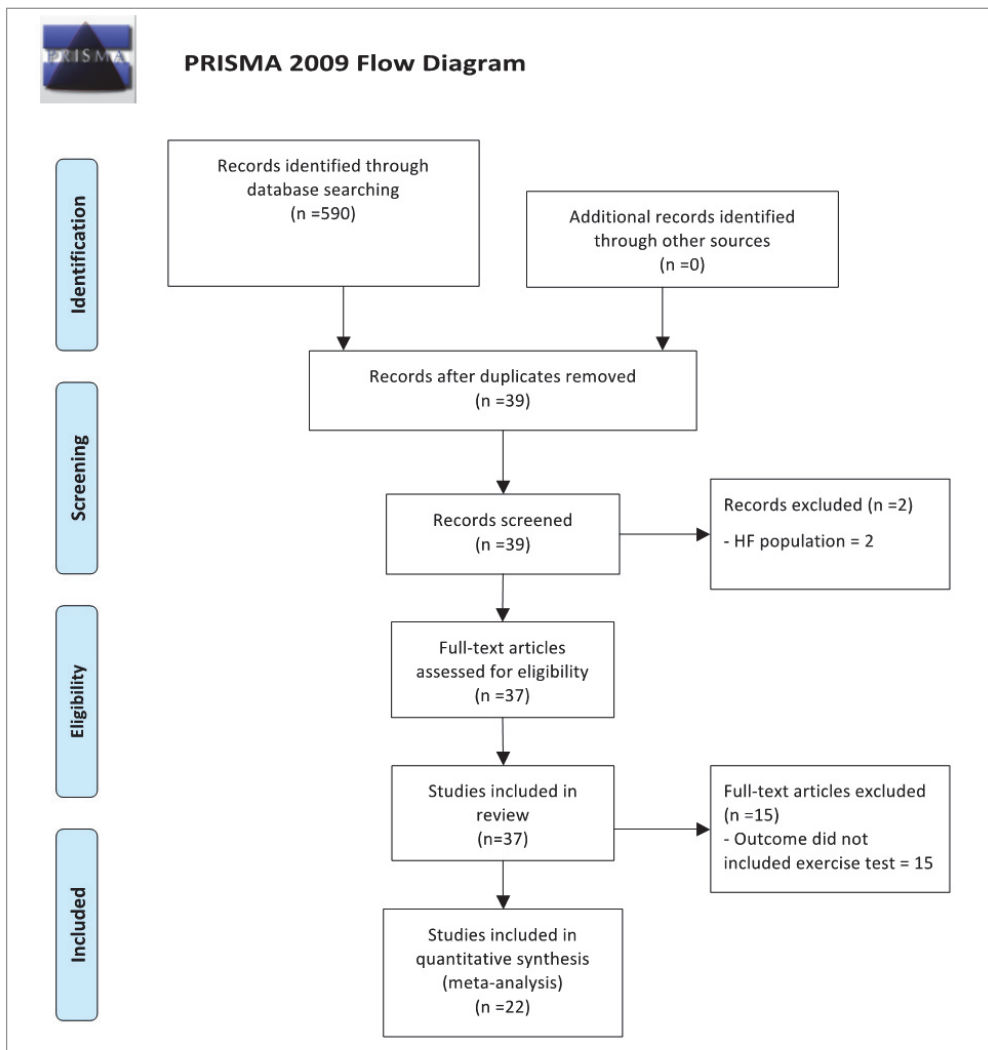 PRISMA
PRISMA 2009 Flow Diagram
Identification
Records identified through
database searching
(n =590)
Additional records identified
through other sources
(n =0)
Records after duplicates removed
(n =39)
Screening
Records screened
(n =39)
Records excluded (n =2)
- HF population = 2
Eligibility
Full-text articles
assessed for eligibility
(n =37)
Studies included in
review
(n=37)
Full-text articles excluded
(n =15)
- Outcome did not
included exercise test = 15
Included
Studies included in
quantitative synthesis
(meta-analysis)
(n =22)